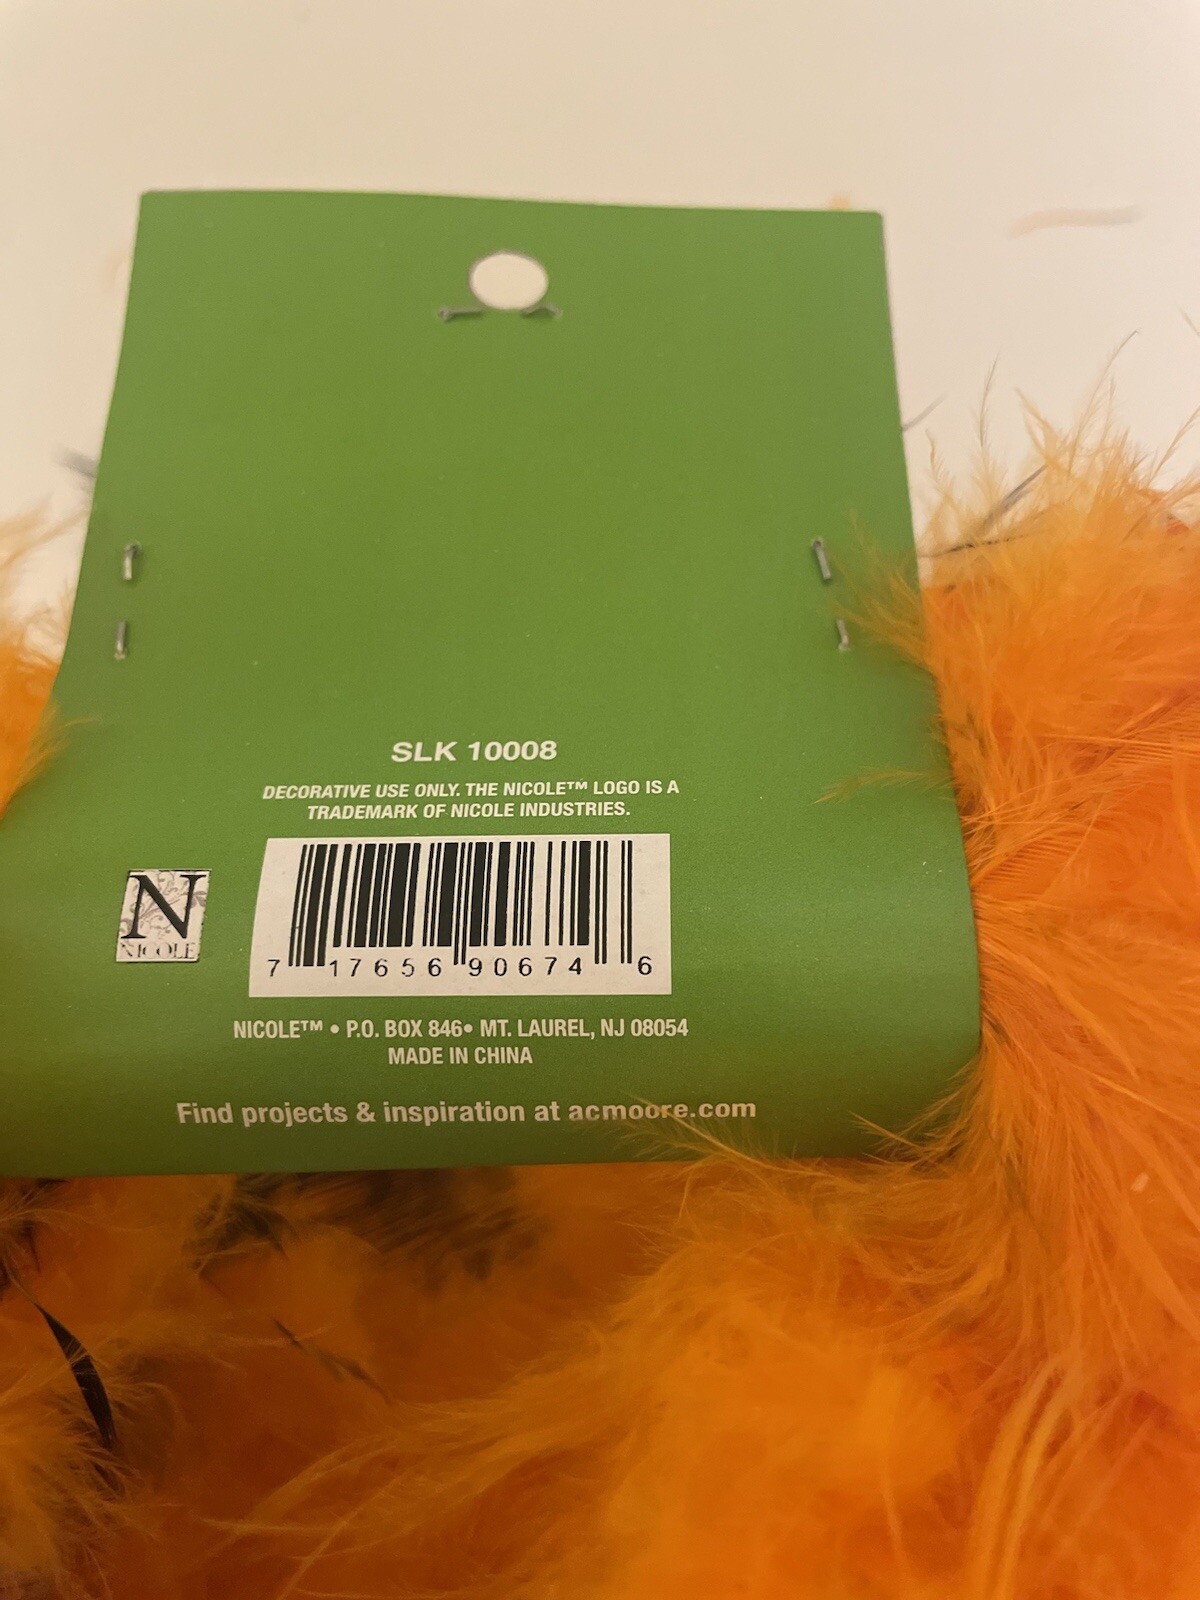 SLK 10008
DECORATIVE USE ONLY. THE NICOLE™ LOGO IS A
TRADEMARK OF NICOLE INDUSTRIES.
N
NICOLE
7 17656 90674 6
NICOLE™ • P.O. BOX 846• MT. LAUREL, NJ 08054
MADE IN CHINA
Find projects & inspiration at acmoore.com